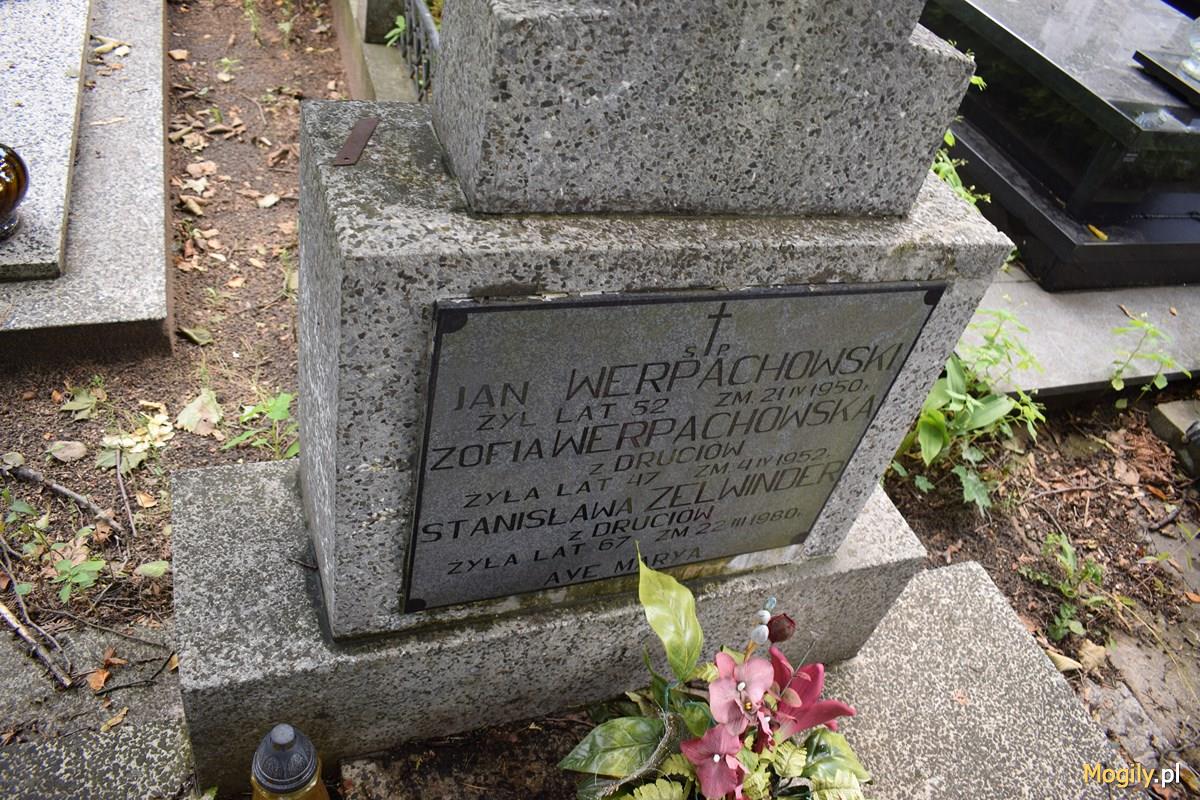 Ś P
JAN WERPACHOWSKI
ŻYŁ LAT 52 ZM. 21 IV 1950.
ZOFIA WERPACHOWSKA
Z DRUCIÓW
ŻYŁA LAT 47 ZM. 4 IV 1952.
STANISŁAWA ZELWINDER
Z DRUCIÓW
ŻYŁA LAT 67 ZM 22 III 1980.
AVE MARYA
Mogily.pl